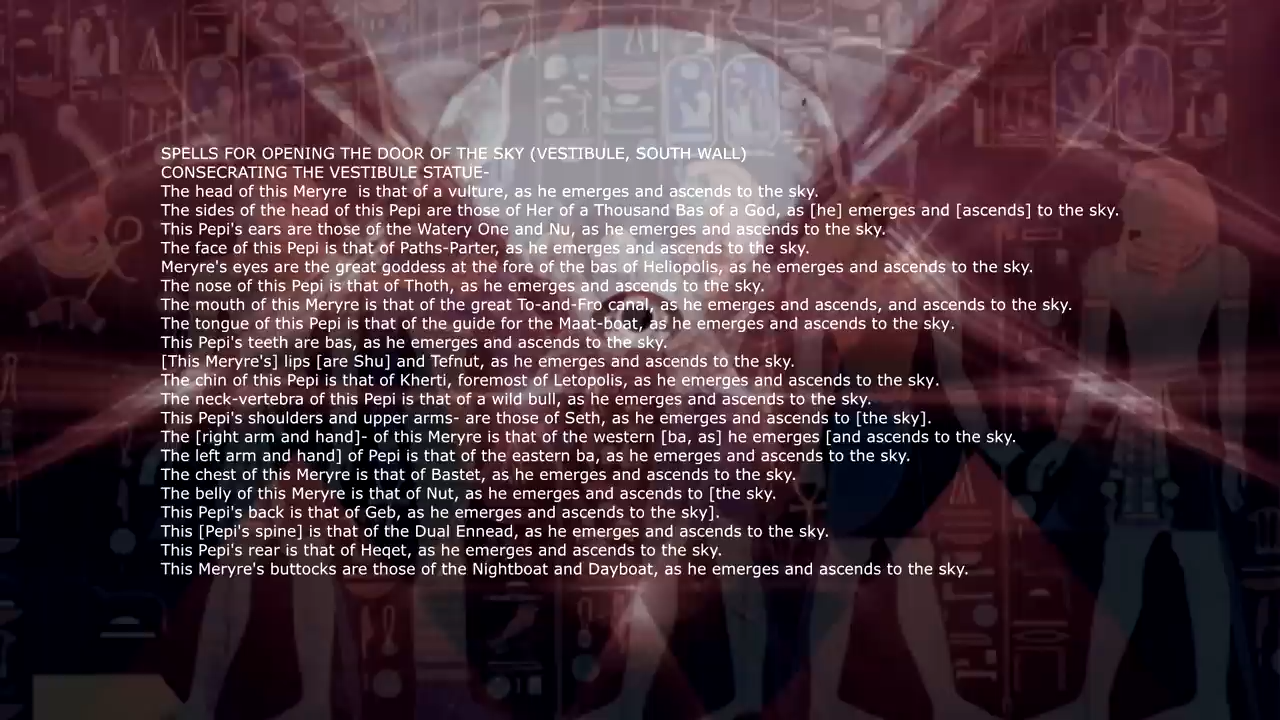 SPELLS FOR OPENING THE DOOR OF THE SKY (VESTIBULE, SOUTH WALL)
CONSECRATING THE VESTIBULE STATUE-
The head of this Meryre  is that of a vulture, as he emerges and ascends to the sky.
The sides of the head of this Pepi are those of Her of a Thousand Bas of a God, as [he] emerges and [ascends] to the sky.
This Pepi's ears are those of the Watery One and Nu, as he emerges and ascends to the sky.
The face of this Pepi is that of Paths-Parter, as he emerges and ascends to the sky.
Meryre's eyes are the great goddess at the fore of the bas of Heliopolis, as he emerges and ascends to the sky.
The nose of this Pepi is that of Thoth, as he emerges and ascends to the sky.
The mouth of this Meryre is that of the great To-and-Fro canal, as he emerges and ascends, and ascends to the sky.
The tongue of this Pepi is that of the guide for the Maat-boat, as he emerges and ascends to the sky.
This Pepi's teeth are bas, as he emerges and ascends to the sky.
[This Meryre's] lips [are Shu] and Tefnut, as he emerges and ascends to the sky.
The chin of this Pepi is that of Kherti, foremost of Letopolis, as he emerges and ascends to the sky.
The neck-vertebra of this Pepi is that of a wild bull, as he emerges and ascends to the sky.
This Pepi's shoulders and upper arms- are those of Seth, as he emerges and ascends to [the sky].
The [right arm and hand]- of this Meryre is that of the western [ba, as] he emerges [and ascends to the sky.
The left arm and hand] of Pepi is that of the eastern ba, as he emerges and ascends to the sky.
The chest of this Meryre is that of Bastet, as he emerges and ascends to the sky.
The belly of this Meryre is that of Nut, as he emerges and ascends to [the sky.
This Pepi's back is that of Geb, as he emerges and ascends to the sky].
This [Pepi's spine] is that of the Dual Ennead, as he emerges and ascends to the sky.
This Pepi's rear is that of Heqet, as he emerges and ascends to the sky.
This Meryre's buttocks are those of the Nightboat and Dayboat, as he emerges and ascends to the sky.